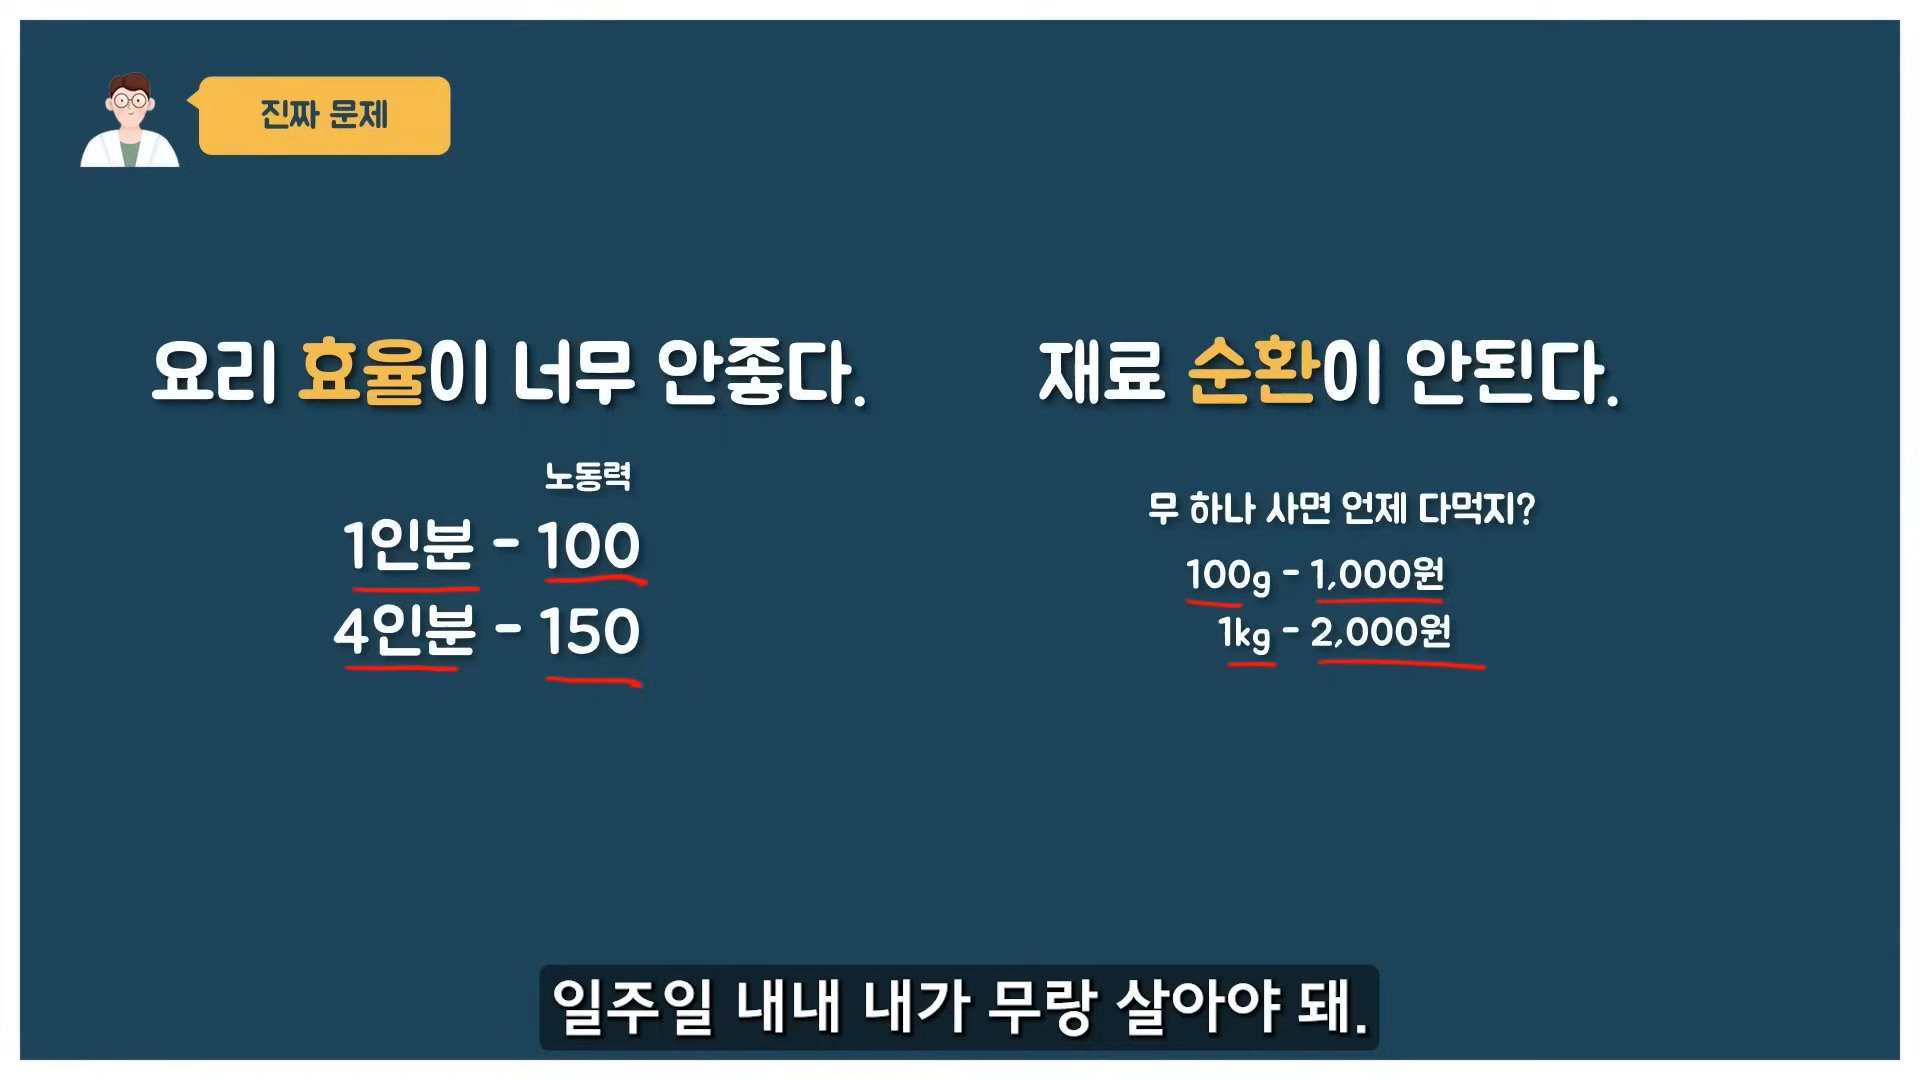 진짜 문제
요리 효율이 너무 안좋다.
노동력
1인분 - 100
4인분 - 150
재료 순환이 안된다.
무 하나 사면 언제 다먹지?
100g - 1,000원
1kg - 2,000원
일주일 내내 내가 무랑 살아야 돼.